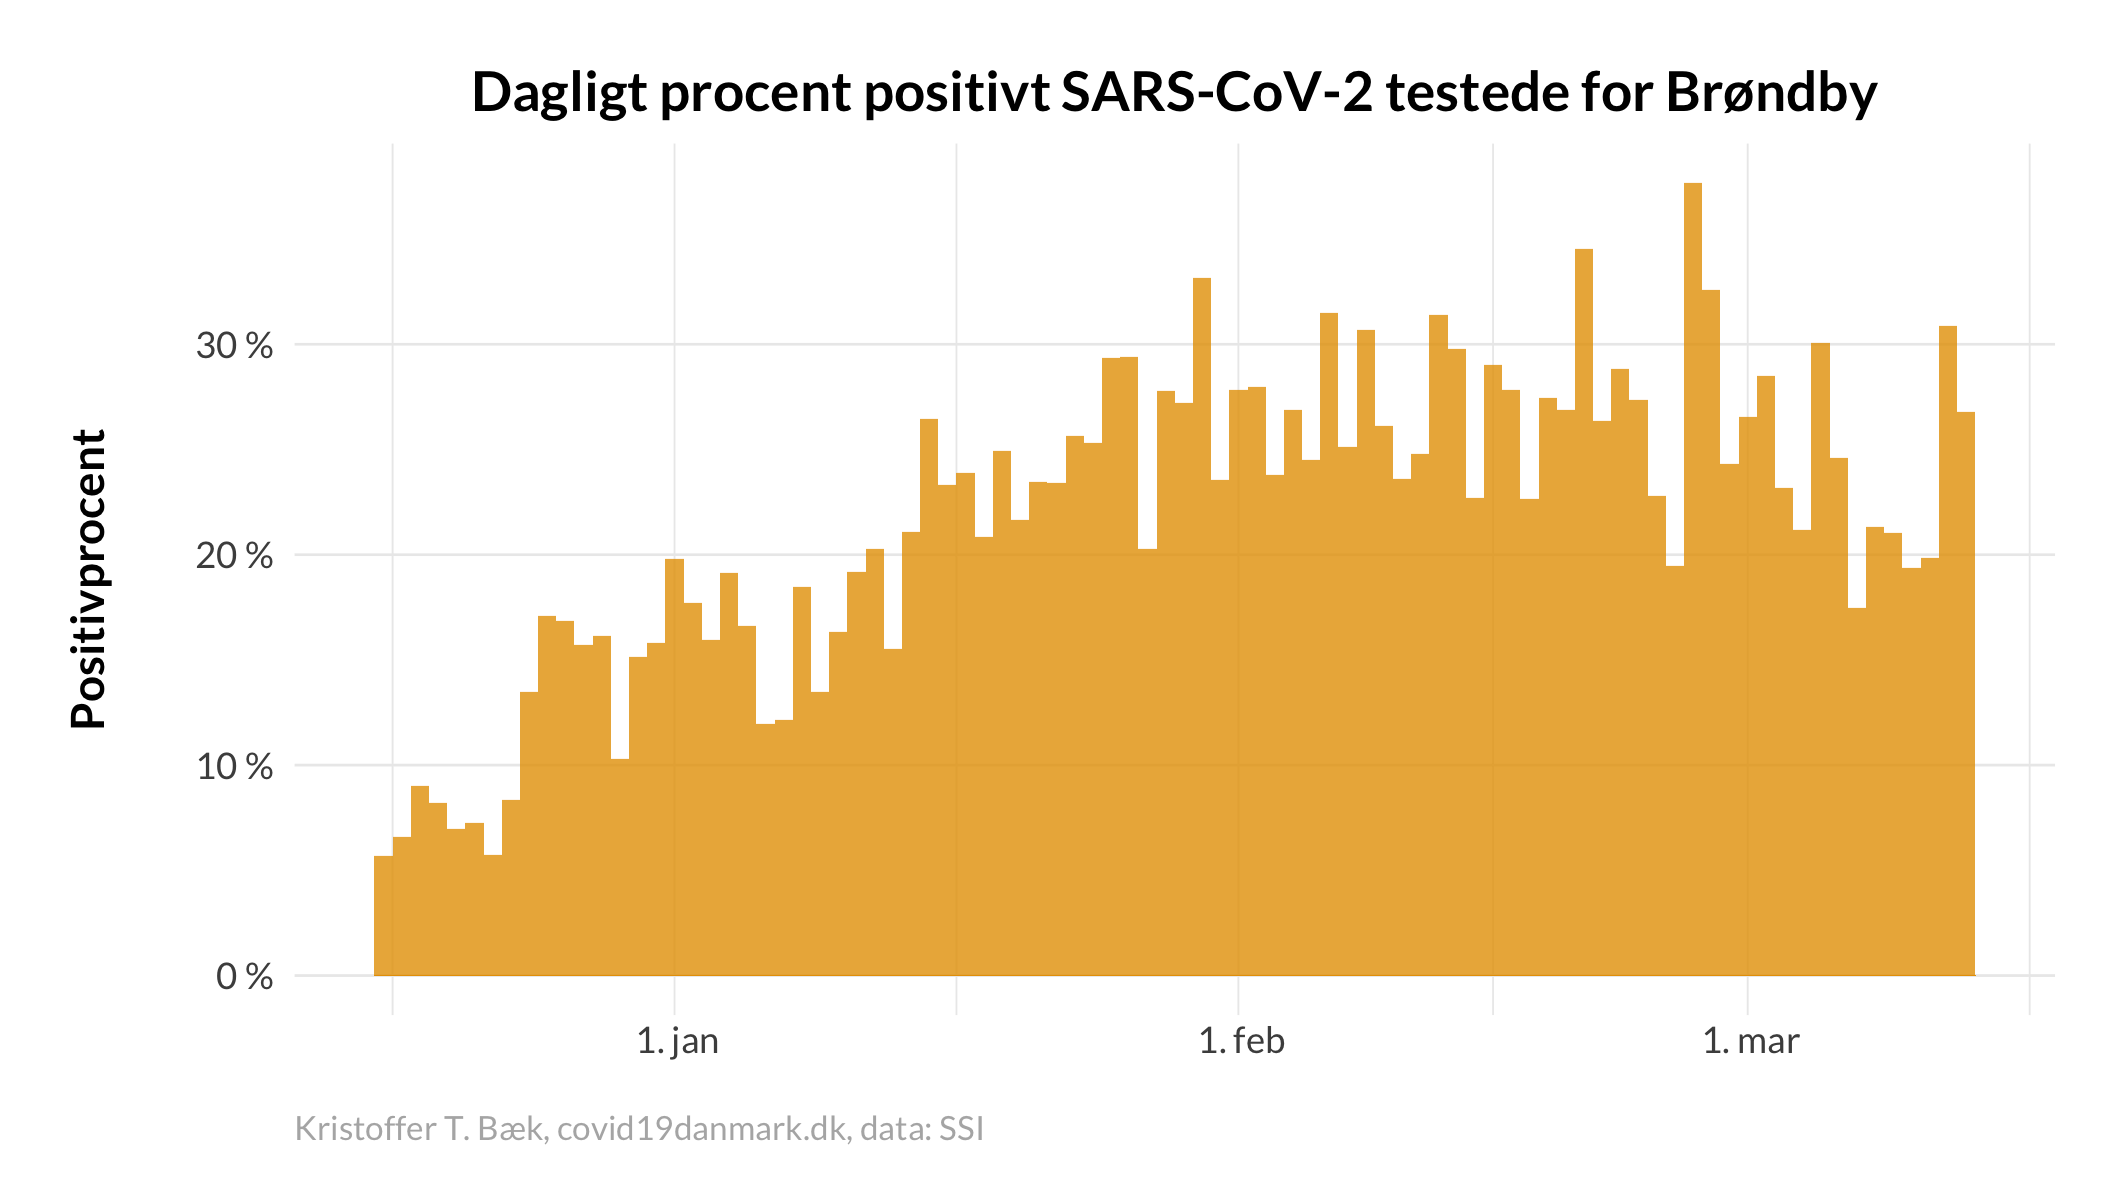 Dagligt procent positivt SARS-CoV-2 testede for Brøndby
Positivprocent
30 %
20 %
10 %
0 %
1. jan
1. feb
1. mar
Kristoffer T. Bæk, covid19danmark.dk, data: SSI